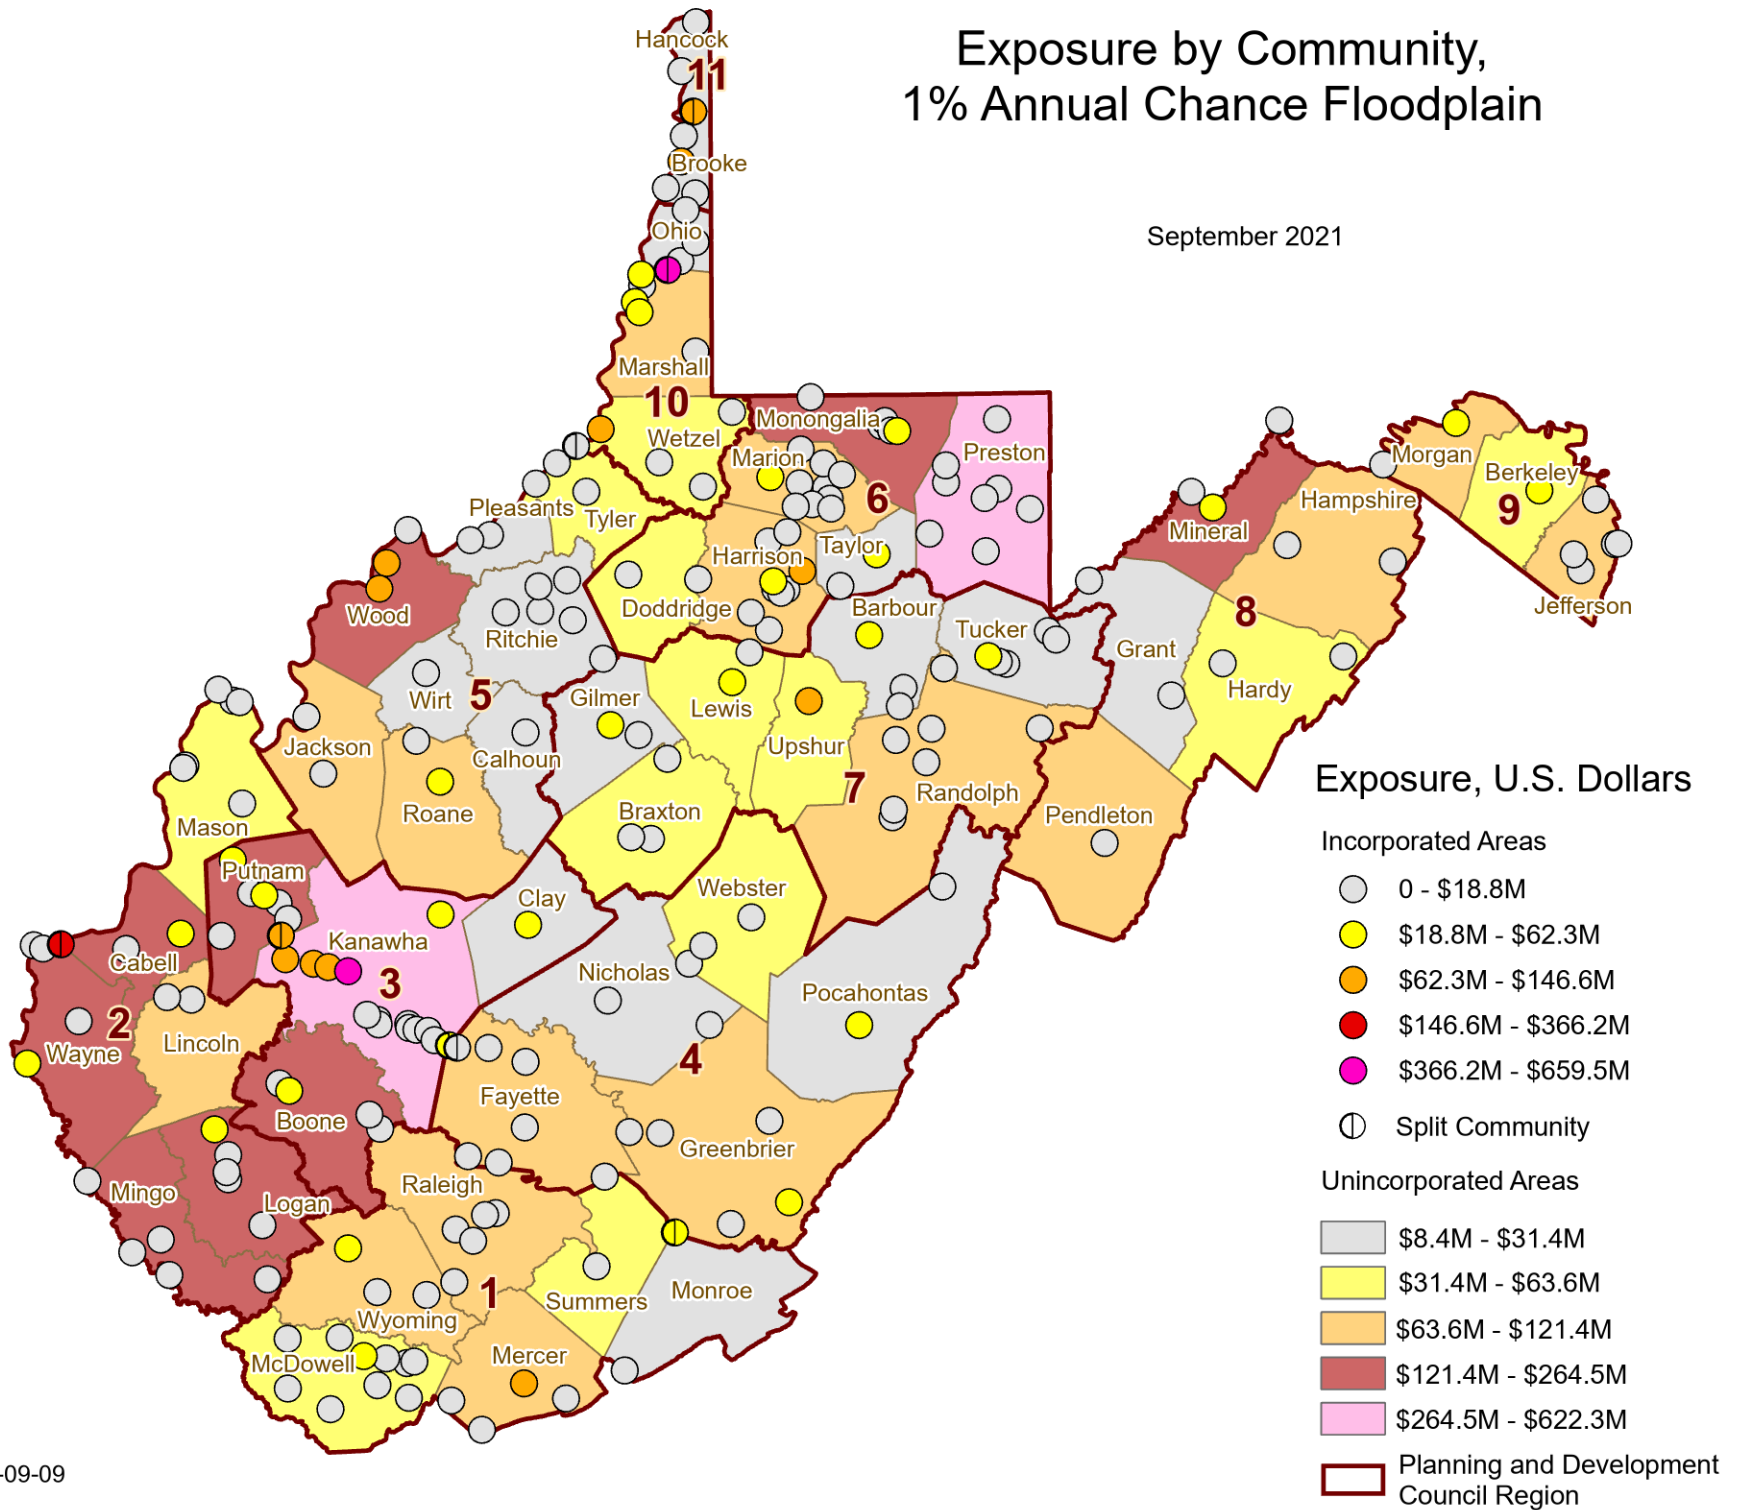 Exposure by Community,
1% Annual Chance Floodplain
September 2021
Hancock
11
Brooke
Ohio
Marshall
10
Wetzel
Monongalia
Marion
Preston
6
Pleasants
Tyler
Harrison
Taylor
Morgan
Berkeley
9
Hampshire
Mineral
Jefferson
Wood
Doddridge
Barbour
8
Ritchie
Tucker
Grant
Wirt
5
Gilmer
Lewis
Hardy
Jackson
Calhoun
Upshur
7
Roane
Braxton
Randolph
Pendleton
Mason
Putnam
Clay
Webster
Kanawha
3
Cabell
Nicholas
Pocahontas
2
Wayne
Lincoln
4
Boone
Fayette
Greenbrier
Mingo
Logan
Raleigh
1
Summers
Monroe
Wyoming
McDowell
Mercer
Exposure, U.S. Dollars
Incorporated Areas
0 - $18.8M
$18.8M - $62.3M
$62.3M - $146.6M
$146.6M - $366.2M
$366.2M - $659.5M
Split Community
Unincorporated Areas
$8.4M - $31.4M
$31.4M - $63.6M
$63.6M - $121.4M
$121.4M - $264.5M
$264.5M - $622.3M
Planning and Development
Council Region
-09-09